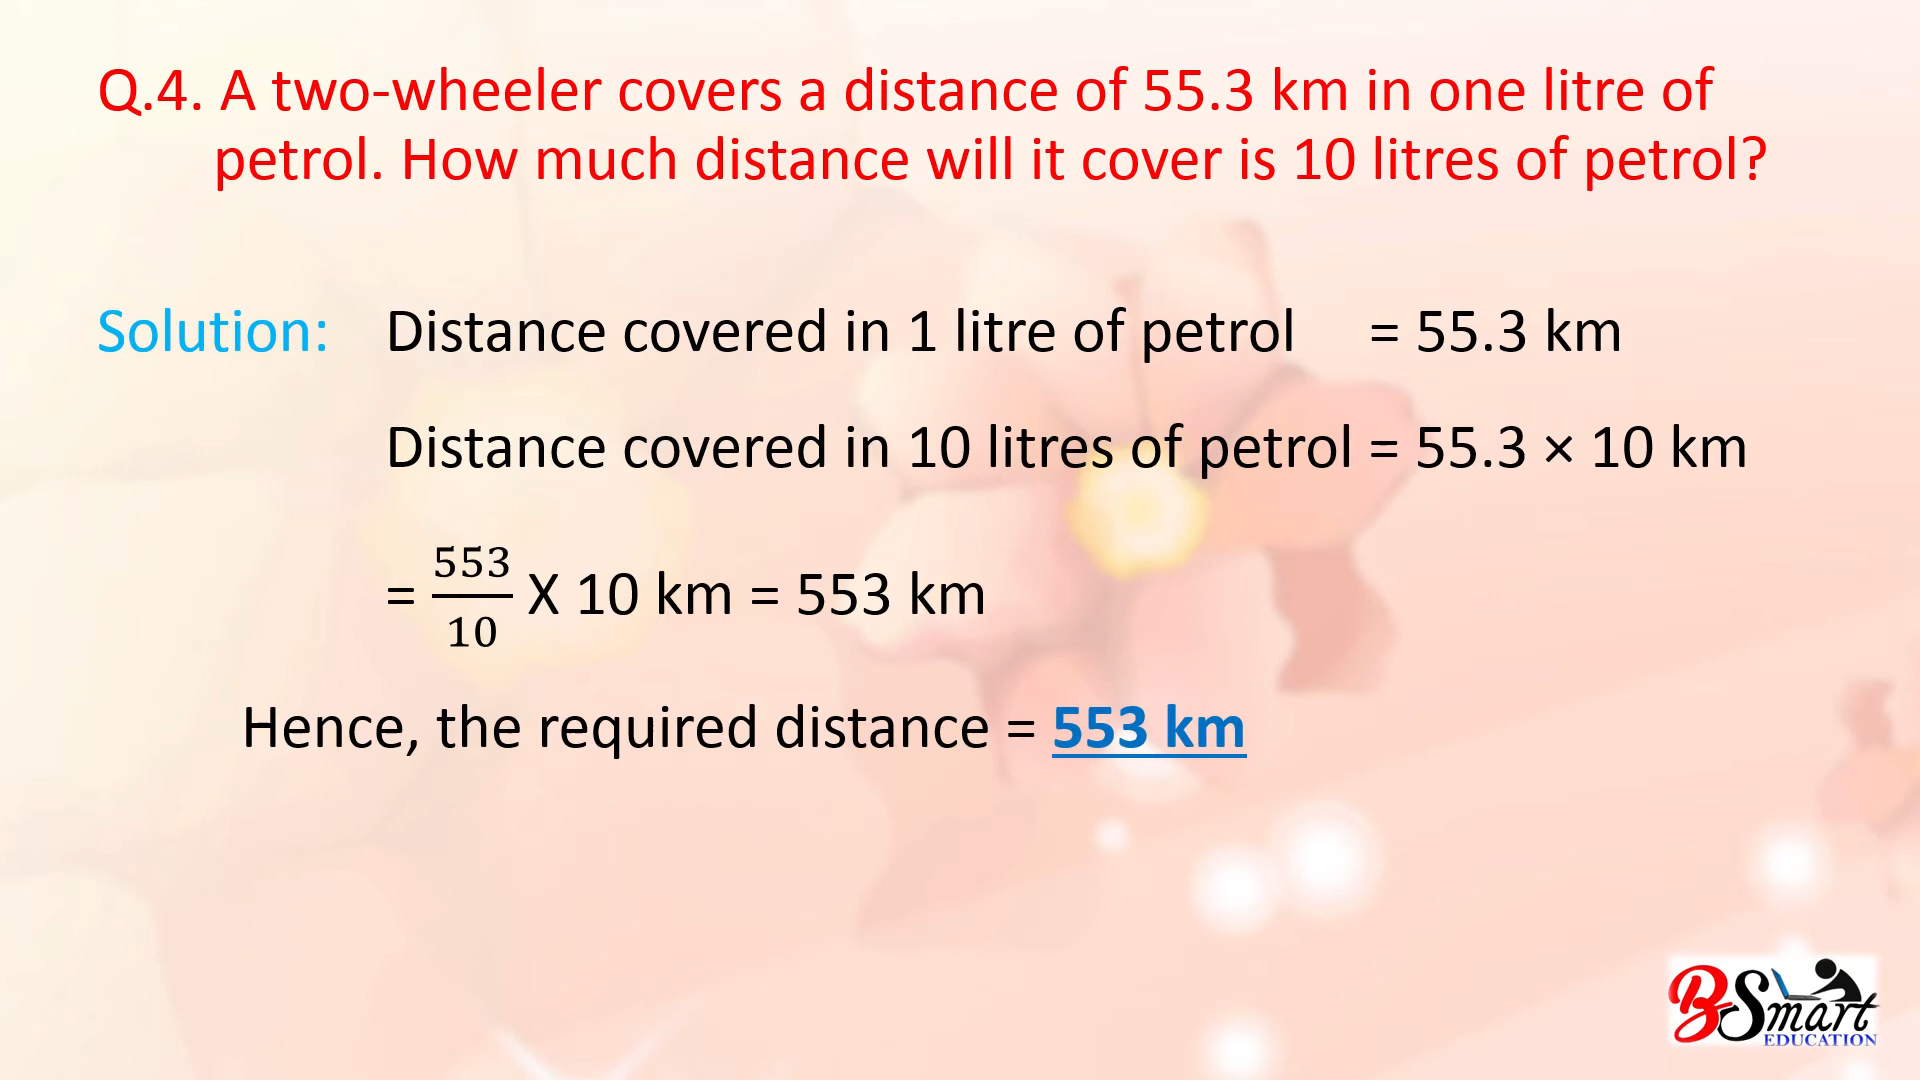 Q.4. A two-wheeler covers a distance of 55.3 km in one litre of
petrol. How much distance will it cover is 10 litres of petrol?
Solution: Distance covered in 1 litre of petrol = 55.3 km
Distance covered in 10 litres of petrol = 55.3 × 10 km
= 553/10 X 10 km = 553 km
Hence, the required distance = 553 km
BSmart
EDUCATION